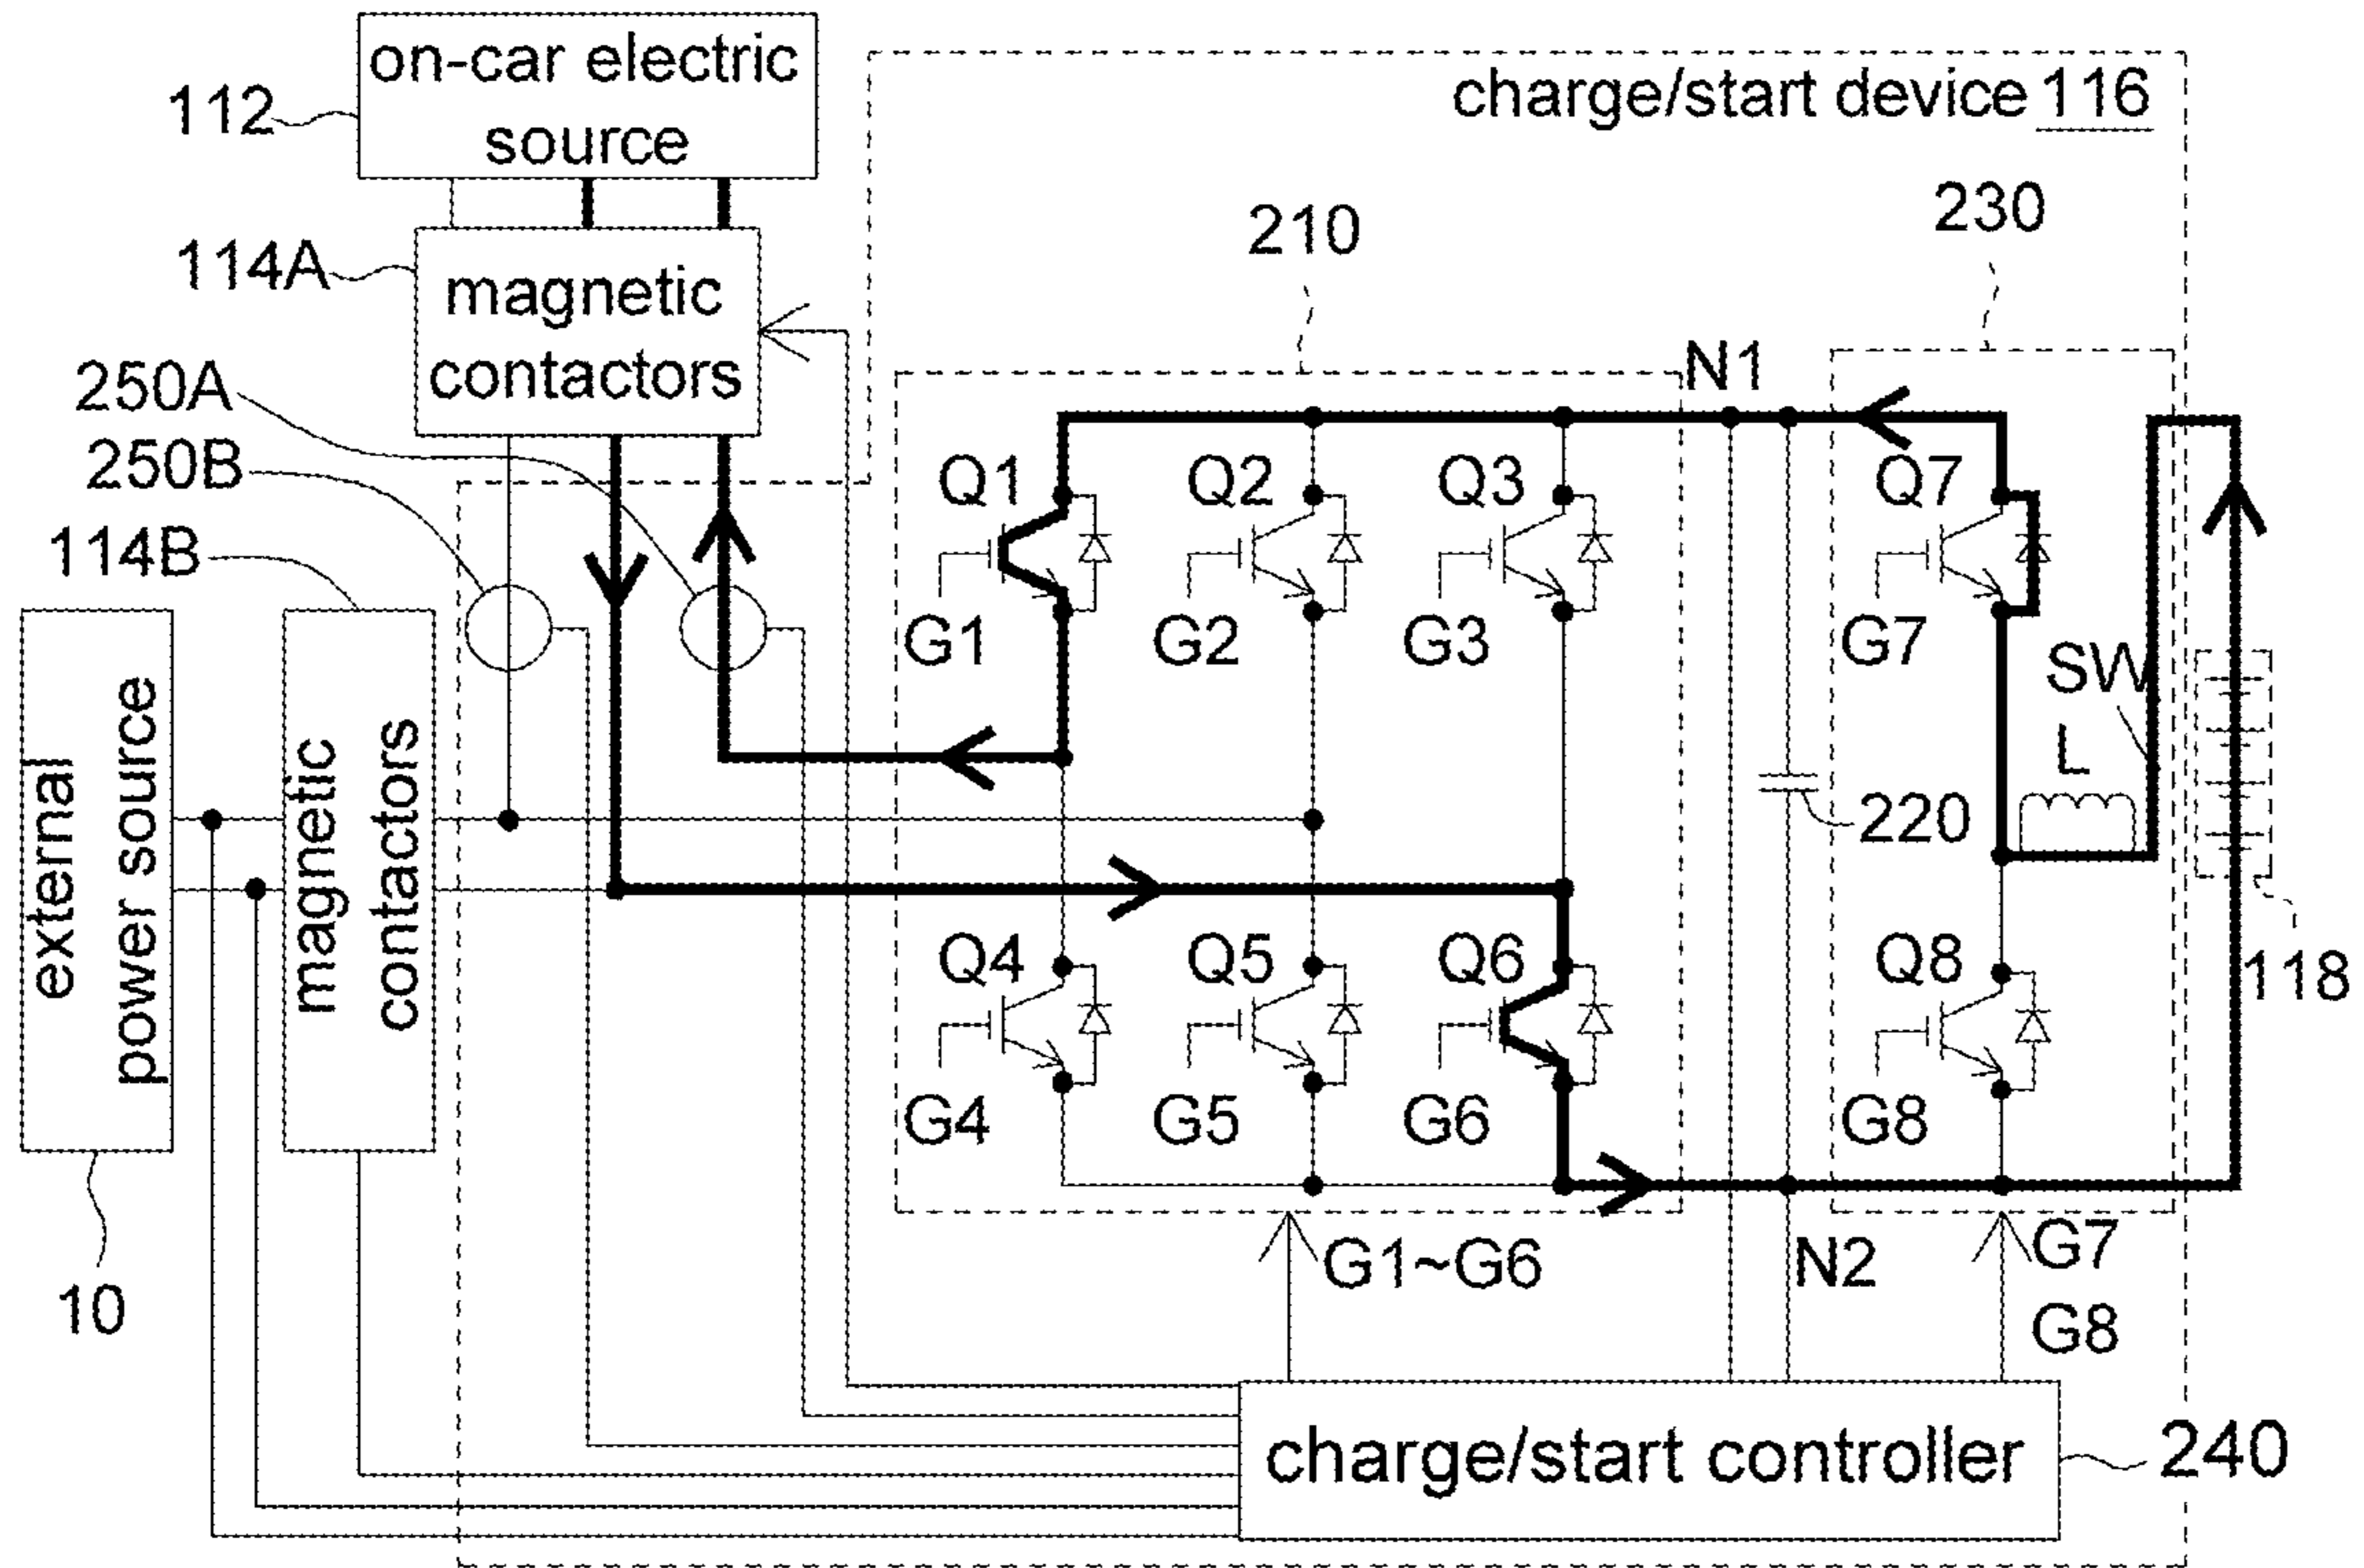 on-car electric
source
112
charge/start device 116
magnetic
contactors
114A
210
230
250A
250B
114B
N1
Q1
Q2
Q3
Q7
G1
G2
G3
G7
SW
L
external
power source
magnetic
contactors
220
Q4
Q5
Q6
Q8
118
G4
G5
G6
G8
G1~G6
N2
G7
G8
10
charge/start controller
240